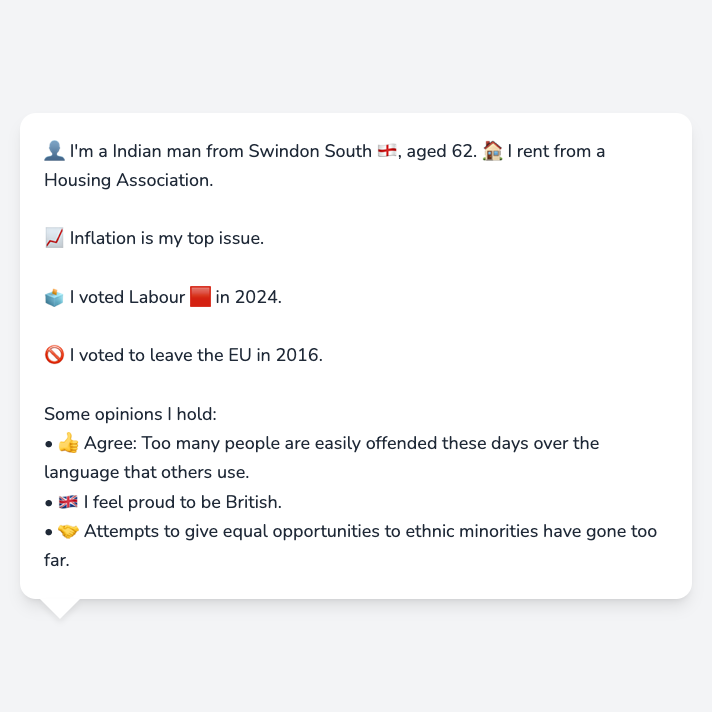 👤 I'm a Indian man from Swindon South 🏴󠁧󠁢󠁥󠁮󠁧󠁿, aged 62. 🏠 I rent from a
Housing Association.
📈 Inflation is my top issue.
🗳️ I voted Labour 🟥 in 2024.
🚫 I voted to leave the EU in 2016.
Some opinions I hold:
• 👍 Agree: Too many people are easily offended these days over the
language that others use.
• 🇬🇧 I feel proud to be British.
• 🤝 Attempts to give equal opportunities to ethnic minorities have gone too
far.